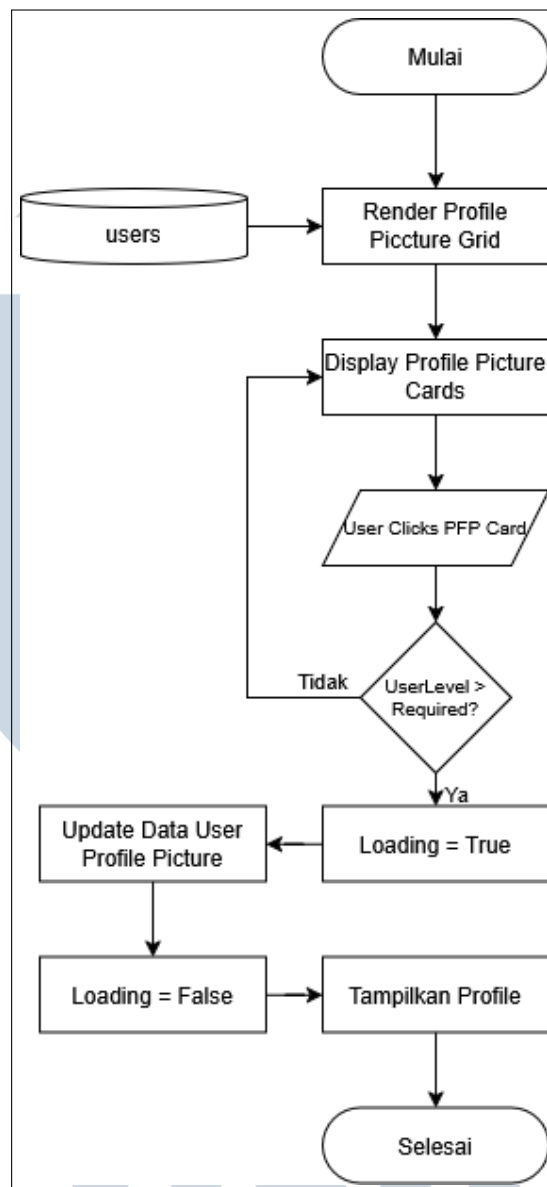 Mulai
users
Render Profile
Piccture Grid
Display Profile Picture
Cards
User Clicks PFP Card
Tidak
UserLevel >
Required?
Ya
Update Data User
Profile Picture
Loading = True
Loading = False
Tampilkan Profile
Selesai